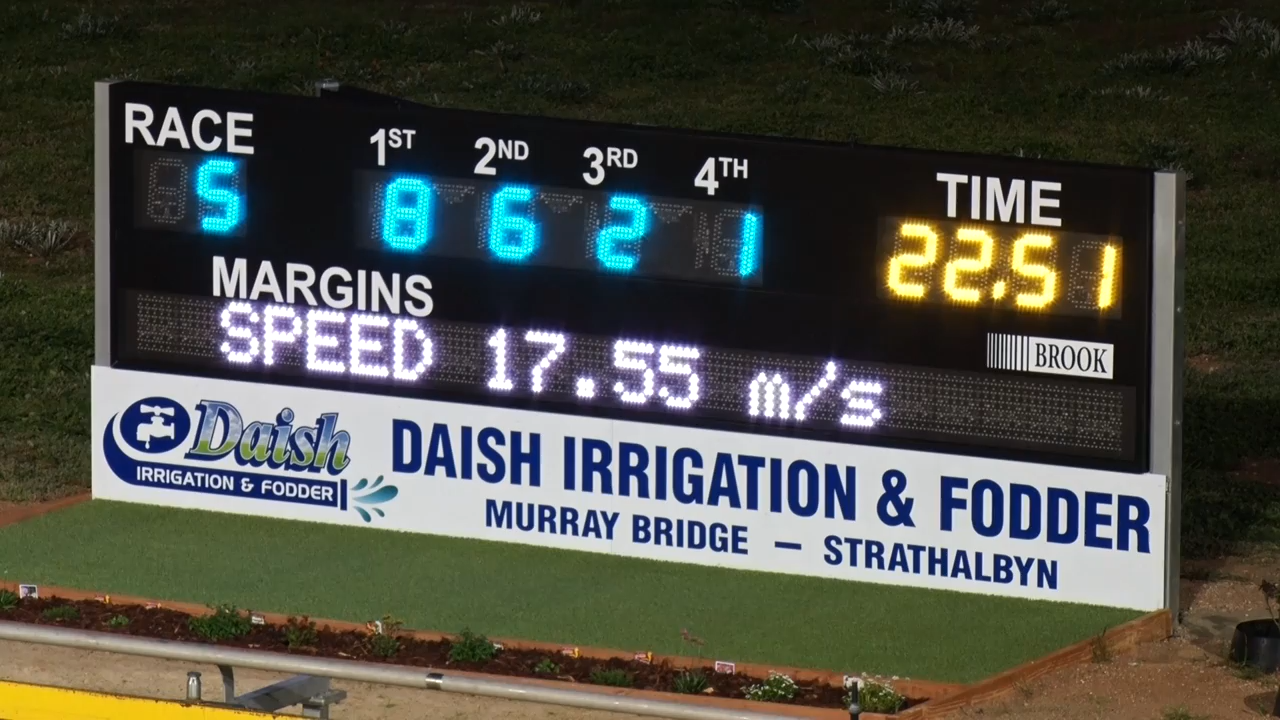 RACE 1ST 2ND 3RD 4TH TIME
5 8 6 2 1 22.51
MARGINS
SPEED 17.55 m/s
BROOK
Daish
IRRIGATION & FODDER
DAISH IRRIGATION & FODDER
MURRAY BRIDGE – STRATHALBYN